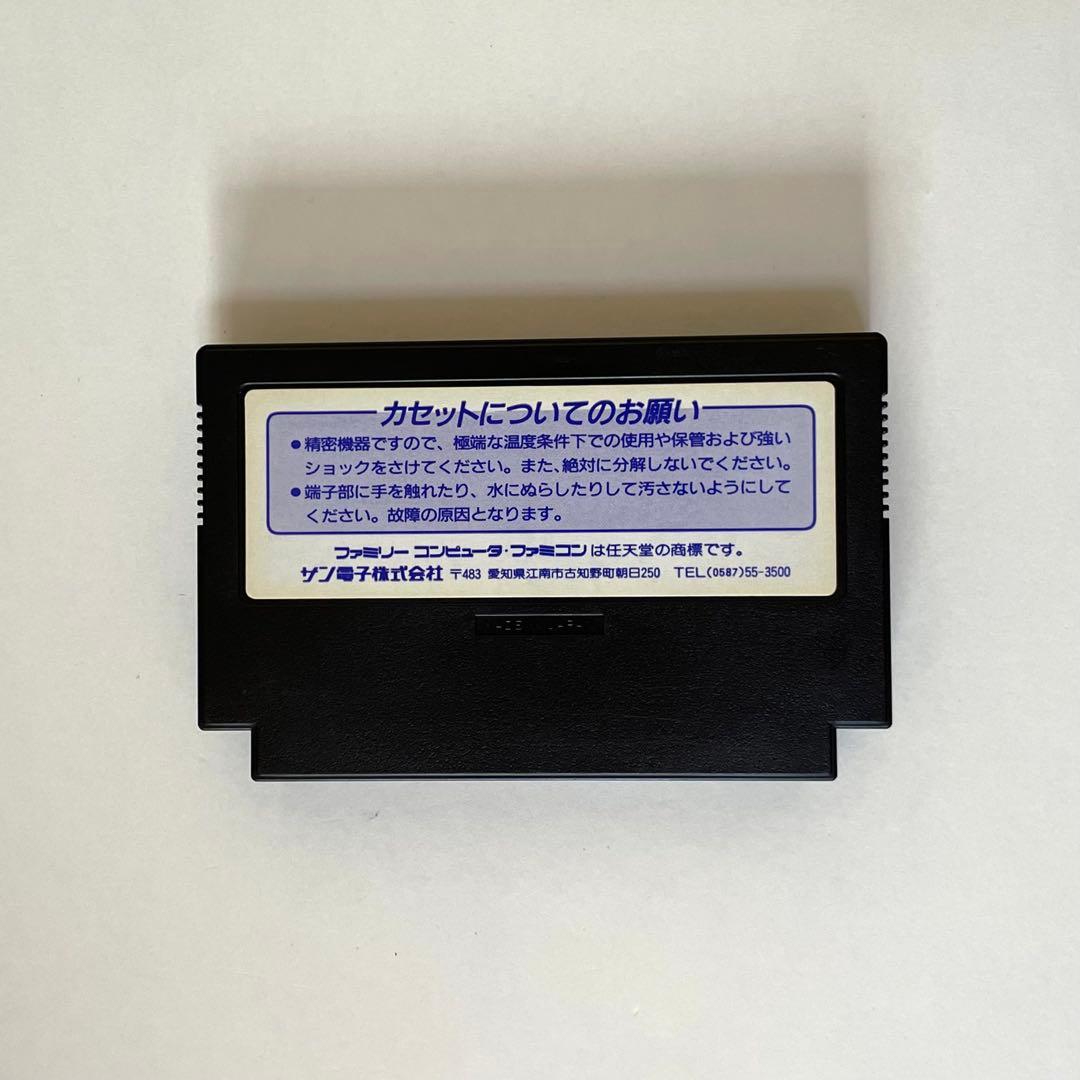 カセットについてのお願い
●精密機器ですので、極端な温度条件下での使用や保管および強い
ショックをさけてください。また、絶対に分解しないでください。
●端子部に手を触れたり、水にぬらしたりして汚さないようにして
ください。故障の原因となります。
ファミリー コンピュータ・ファミコンは任天堂の商標です。
サン電子株式会社 〒483 愛知県江南市古知野町朝日250 TEL(0587)55-3500
MADE IN JAPAN